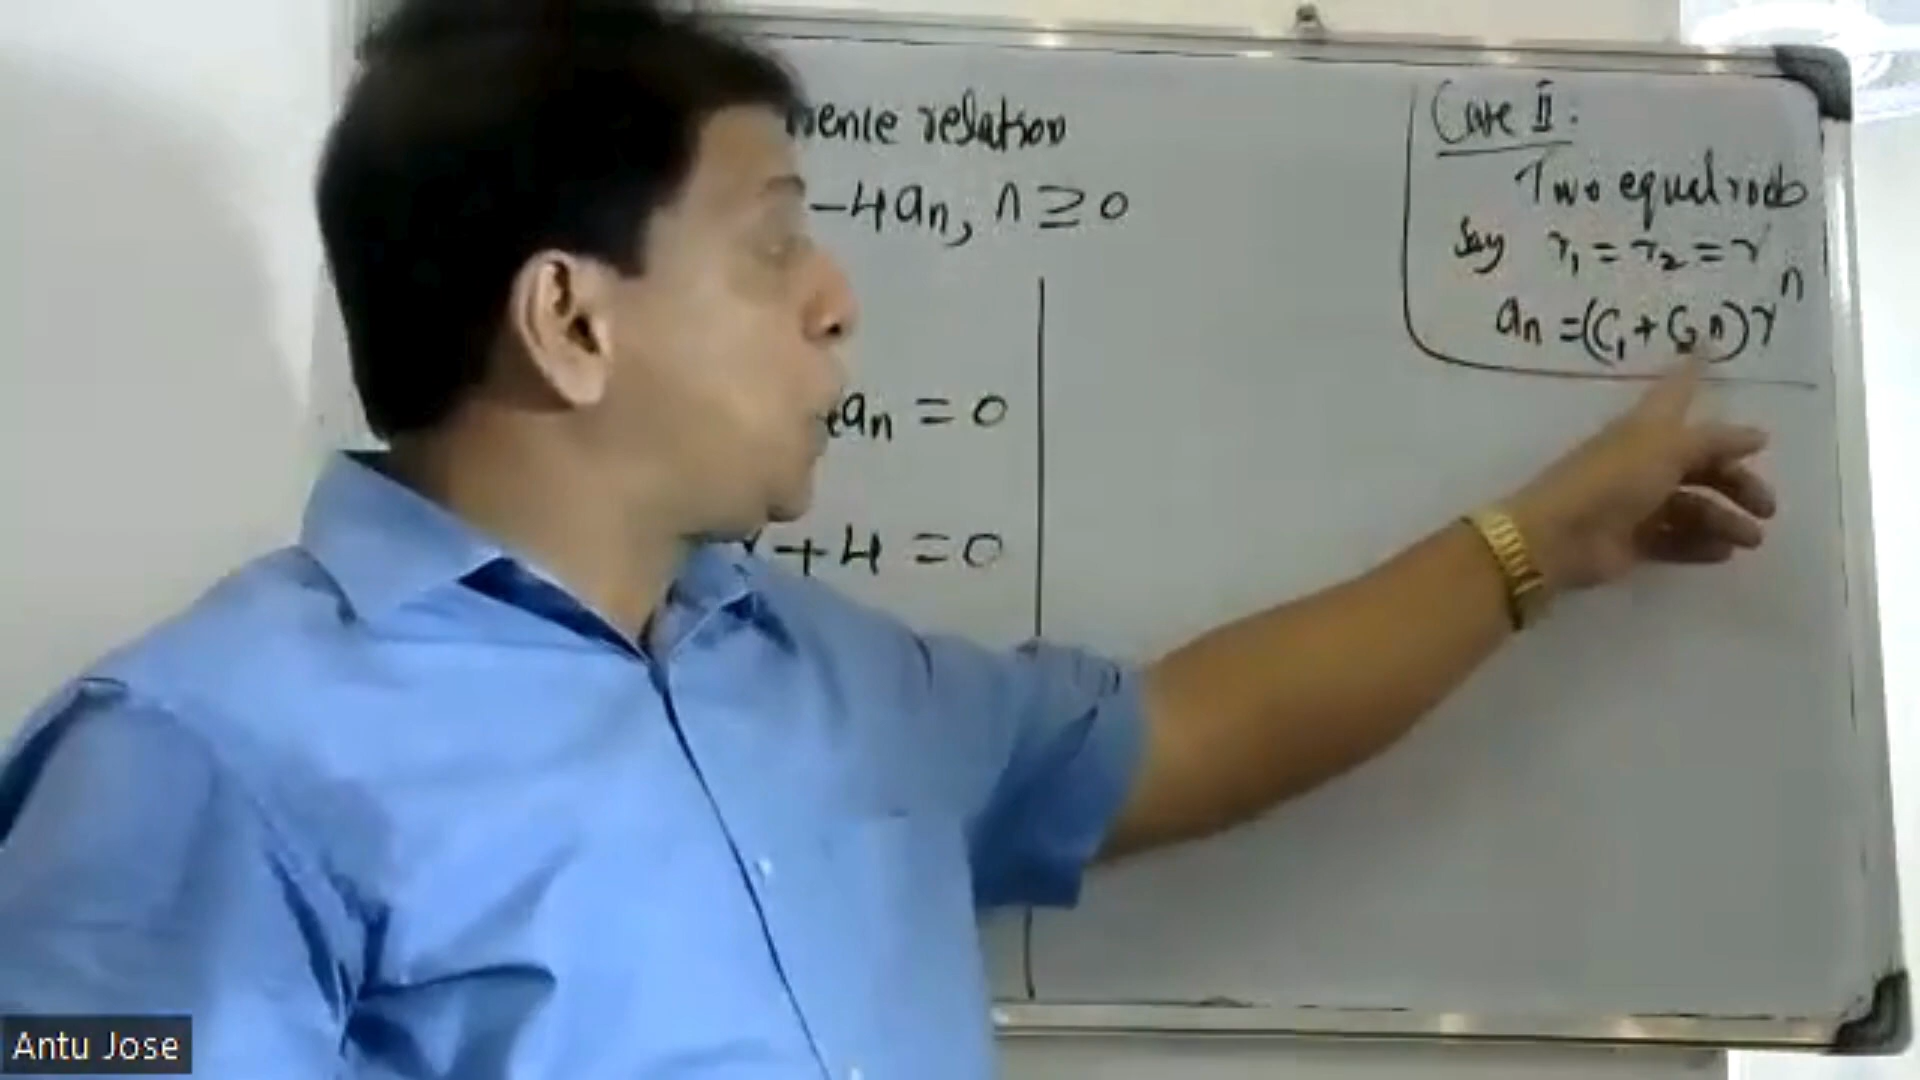 relation
-4aₙ, n ≥ 0
aₙ = 0
+ 4 = 0
Case II:
Two equal roots
Say r₁ = r₂ = r
aₙ = (C₁ + C₂n)rⁿ
Antu Jose